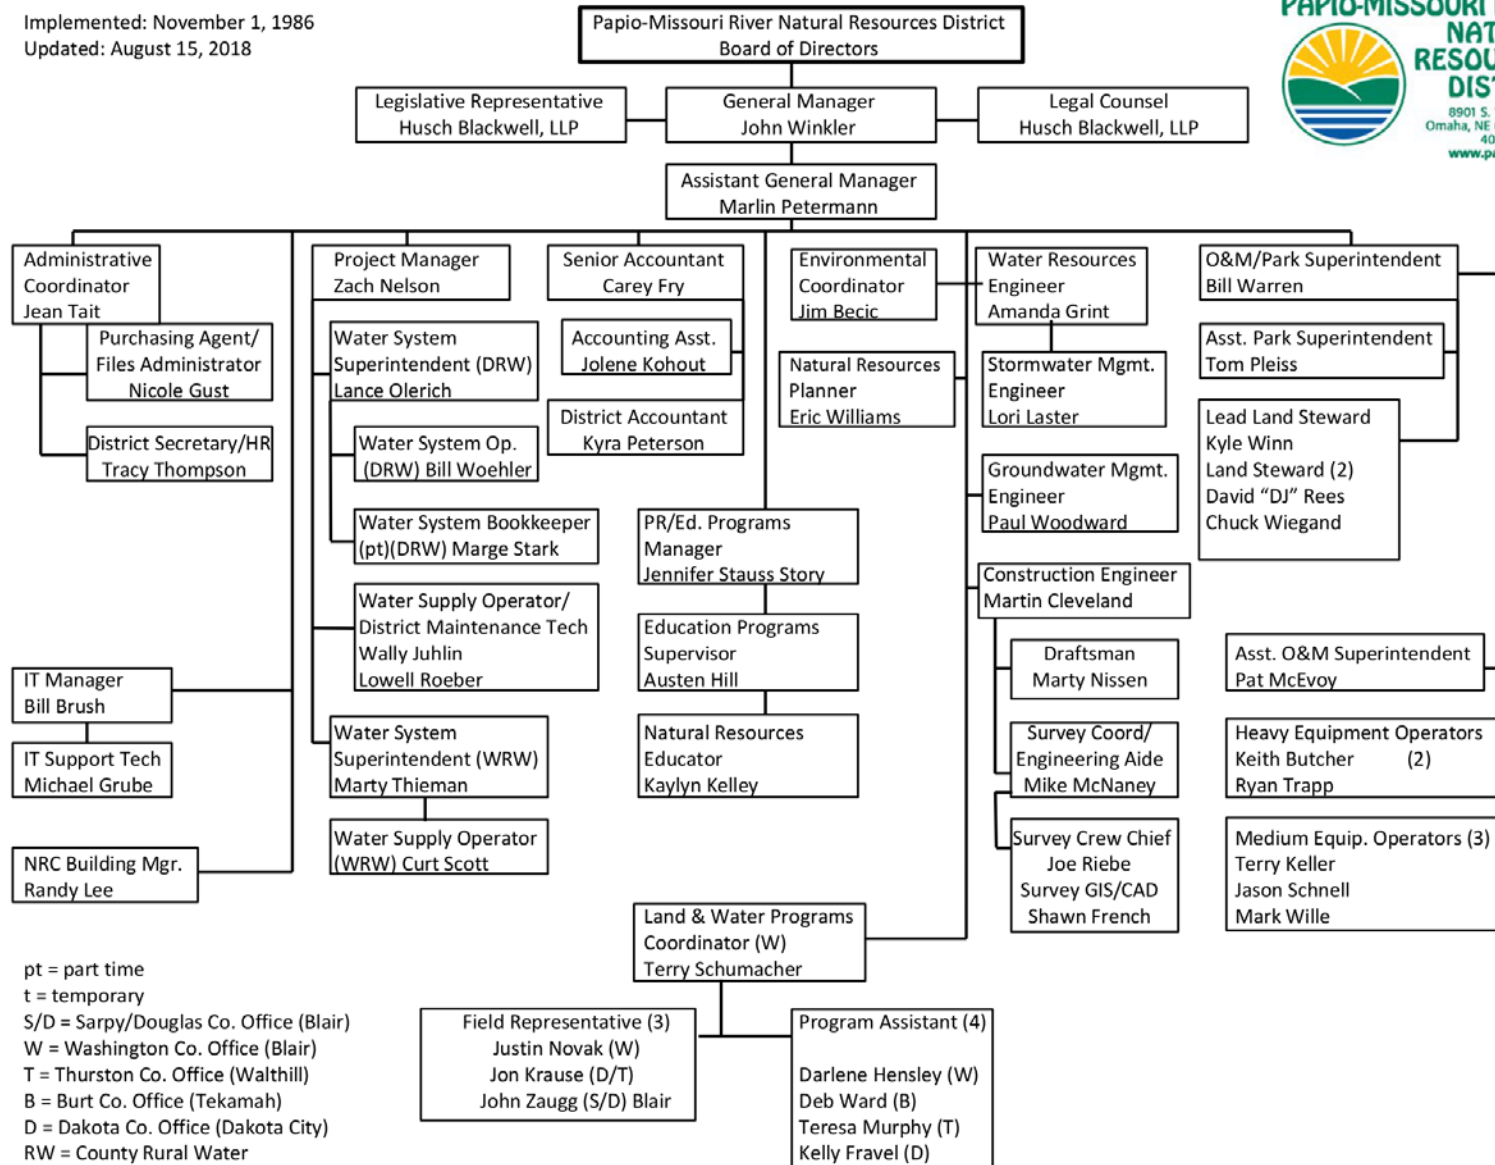 Implemented: November 1, 1986
Updated: August 15, 2018
Papio-Missouri River Natural Resources District
Board of Directors
PAPIO-MISSOURI
RESOU
DIST
8901 S.
Omaha, NE
40
www.pa
Legislative Representative
Husch Blackwell, LLP
General Manager
John Winkler
Legal Counsel
Husch Blackwell, LLP
Assistant General Manager
Marlin Petermann
Administrative
Coordinator
Jean Tait
Purchasing Agent/
Files Administrator
Nicole Gust
District Secretary/HR
Tracy Thompson
IT Manager
Bill Brush
IT Support Tech
Michael Grube
NRC Building Mgr.
Randy Lee
Project Manager
Zach Nelson
Water System
Superintendent (DRW)
Lance Olerich
Water System Op.
(DRW) Bill Woehler
Water System Bookkeeper
(pt)(DRW) Marge Stark
Water Supply Operator/
District Maintenance Tech
Wally Juhlin
Lowell Roeber
Water System
Superintendent (WRW)
Marty Thieman
Water Supply Operator
(WRW) Curt Scott
Senior Accountant
Carey Fry
Accounting Asst.
Jolene Kohout
District Accountant
Kyra Peterson
PR/Ed. Programs
Manager
Jennifer Stauss Story
Education Programs
Supervisor
Austen Hill
Natural Resources
Educator
Kaylyn Kelley
Environmental
Coordinator
Jim Becic
Natural Resources
Planner
Eric Williams
Water Resources
Engineer
Amanda Grint
Stormwater Mgmt.
Engineer
Lori Laster
Groundwater Mgmt.
Engineer
Paul Woodward
Construction Engineer
Martin Cleveland
Draftsman
Marty Nissen
Survey Coord/
Engineering Aide
Mike McNaney
Survey Crew Chief
Joe Riebe
Survey GIS/CAD
Shawn French
O&M/Park Superintendent
Bill Warren
Asst. Park Superintendent
Tom Pleiss
Lead Land Steward
Kyle Winn
Land Steward (2)
David “DJ” Rees
Chuck Wiegand
Asst. O&M Superintendent
Pat McEvoy
Heavy Equipment Operators
Keith Butcher (2)
Ryan Trapp
Medium Equip. Operators (3)
Terry Keller
Jason Schnell
Mark Wille
Land & Water Programs
Coordinator (W)
Terry Schumacher
Field Representative (3)
Justin Novak (W)
Jon Krause (D/T)
John Zaugg (S/D) Blair
Program Assistant (4)
Darlene Hensley (W)
Deb Ward (B)
Teresa Murphy (T)
Kelly Fravel (D)
pt = part time
t = temporary
S/D = Sarpy/Douglas Co. Office (Blair)
W = Washington Co. Office (Blair)
T = Thurston Co. Office (Walthill)
B = Burt Co. Office (Tekamah)
D = Dakota Co. Office (Dakota City)
RW = County Rural Water